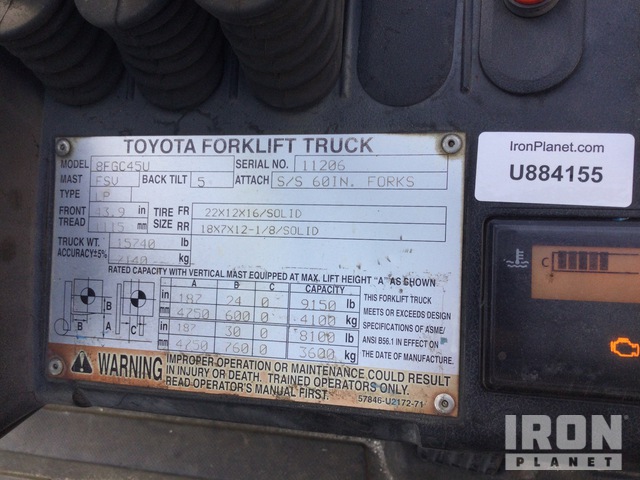 TOYOTA FORKLIFT TRUCK
MODEL 8FGC45U SERIAL NO. 11206
MAST FSV BACK TILT 5 ATTACH S/S 60IN. FORKS
TYPE LP
FRONT TREAD 13.9 in TIRE SIZE FR 22X12X16/SOLID
15 mm RR 18X7X12-1/8/SOLID
TRUCK WT. 15740 lb
ACCURACY±5% 7140 kg
RATED CAPACITY WITH VERTICAL MAST EQUIPPED AT MAX. LIFT HEIGHT "A" AS SHOWN
A B C CAPACITY
in 187 24 0 9150 lb
mm 4750 600 0 4100 kg
in 187 30 0 8100 lb
mm 4750 760 0 3600 kg
THIS FORKLIFT TRUCK
MEETS OR EXCEEDS DESIGN
SPECIFICATIONS OF ASME/
ANSI B56.1 IN EFFECT ON
THE DATE OF MANUFACTURE.
B
A
B C
WARNING
IMPROPER OPERATION OR MAINTENANCE COULD RESULT
IN INJURY OR DEATH. TRAINED OPERATORS ONLY.
READ OPERATOR'S MANUAL FIRST.
57846-U2172-71
IronPlanet.com
U884155
C
IRON
PLANET